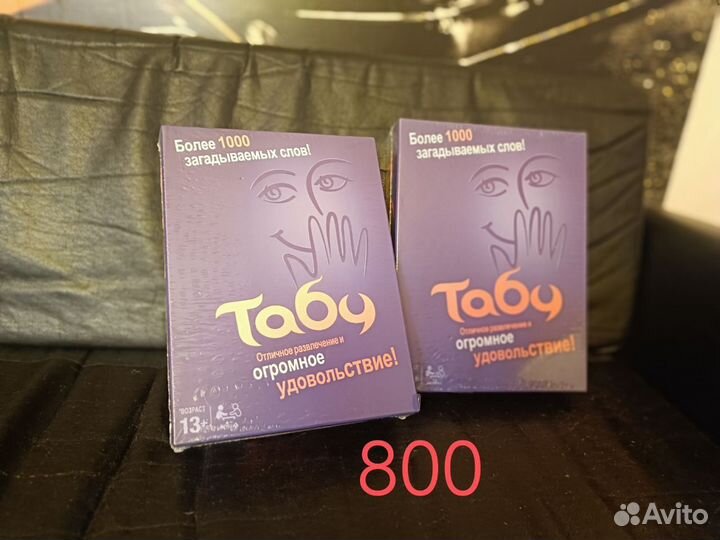 Более 1000
загадываемых слов!
Табу
Отличное развлечение и
огромное
удовольствие!
*ВОЗРАСТ
13+
Более 1000
загадываемых слов!
Табу
Отличное развлечение и
огромное
удовольствие!
800
Avito